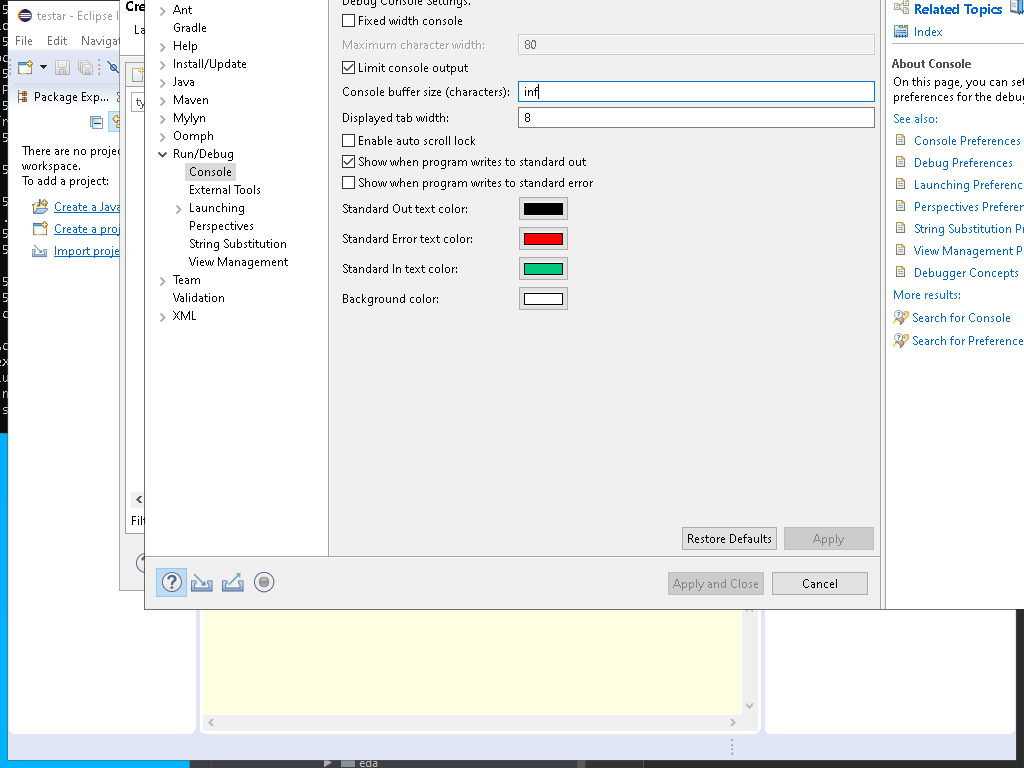 testar - Eclipse I
File Edit Navigat
Package Exp...
There are no proje
workspace.
To add a project:
Create a Java
Create a proj
Import proje
Cre
La
ty
Filt
Ant
Gradle
Help
Install/Update
Java
Maven
Mylyn
Oomph
Run/Debug
Console
External Tools
Launching
Perspectives
String Substitution
View Management
Team
Validation
XML
Debug Console Settings.
Fixed width console
Maximum character width: 80
Limit console output
Console buffer size (characters): inf
Displayed tab width: 8
Enable auto scroll lock
Show when program writes to standard out
Show when program writes to standard error
Standard Out text color:
Standard Error text color:
Standard In text color:
Background color:
Restore Defaults Apply
Apply and Close Cancel
Related Topics
Index
About Console
On this page, you can set
preferences for the debug
See also:
Console Preferences
Debug Preferences
Launching Preferenc
Perspectives Preferen
String Substitution Pr
View Management P
Debugger Concepts
More results:
Search for Console
Search for Preference
eda